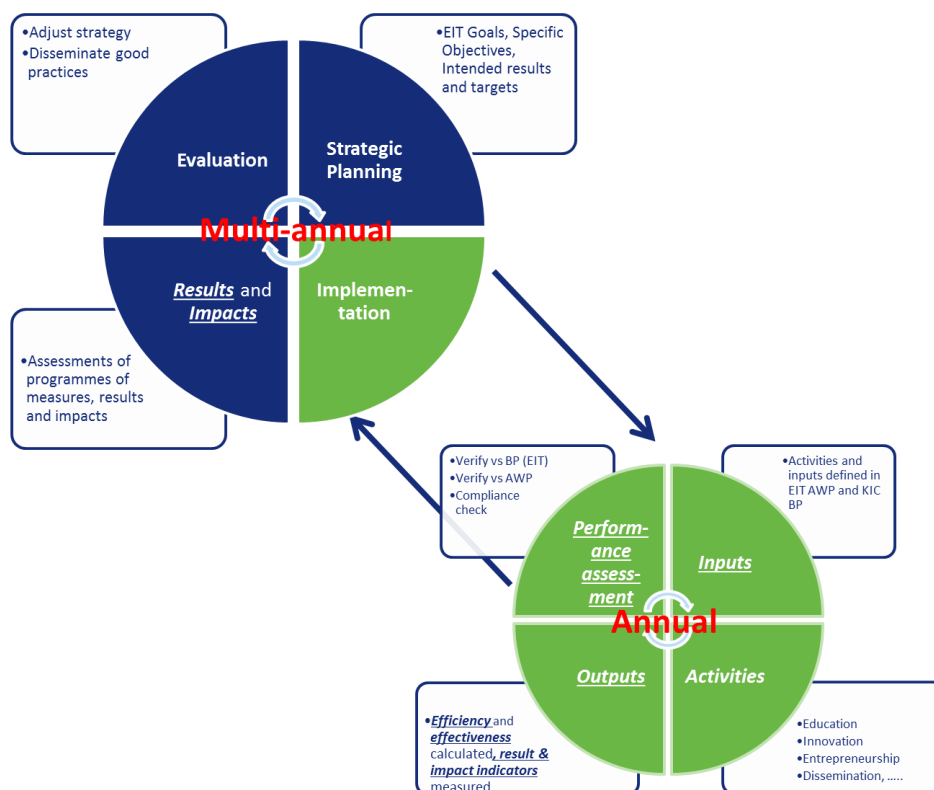 •Adjust strategy
•Disseminate good
practices
•EIT Goals, Specific
Objectives,
Intended results
and targets
Evaluation
Strategic
Planning
Multi-annual
Results and
Impacts
Implemen-
tation
•Assessments of
programmes of
measures, results
and impacts
•Verify vs BP (EIT)
•Verify vs AWP
•Compliance
check
•Activities and
inputs defined in
EIT AWP and KIC
BP
Perform-
ance
assess-
ment
Inputs
Annual
Outputs
Activities
•Efficiency and
effectiveness
calculated, result &
impact indicators
measured
•Education
•Innovation
•Entrepreneurship
•Dissemination, .....